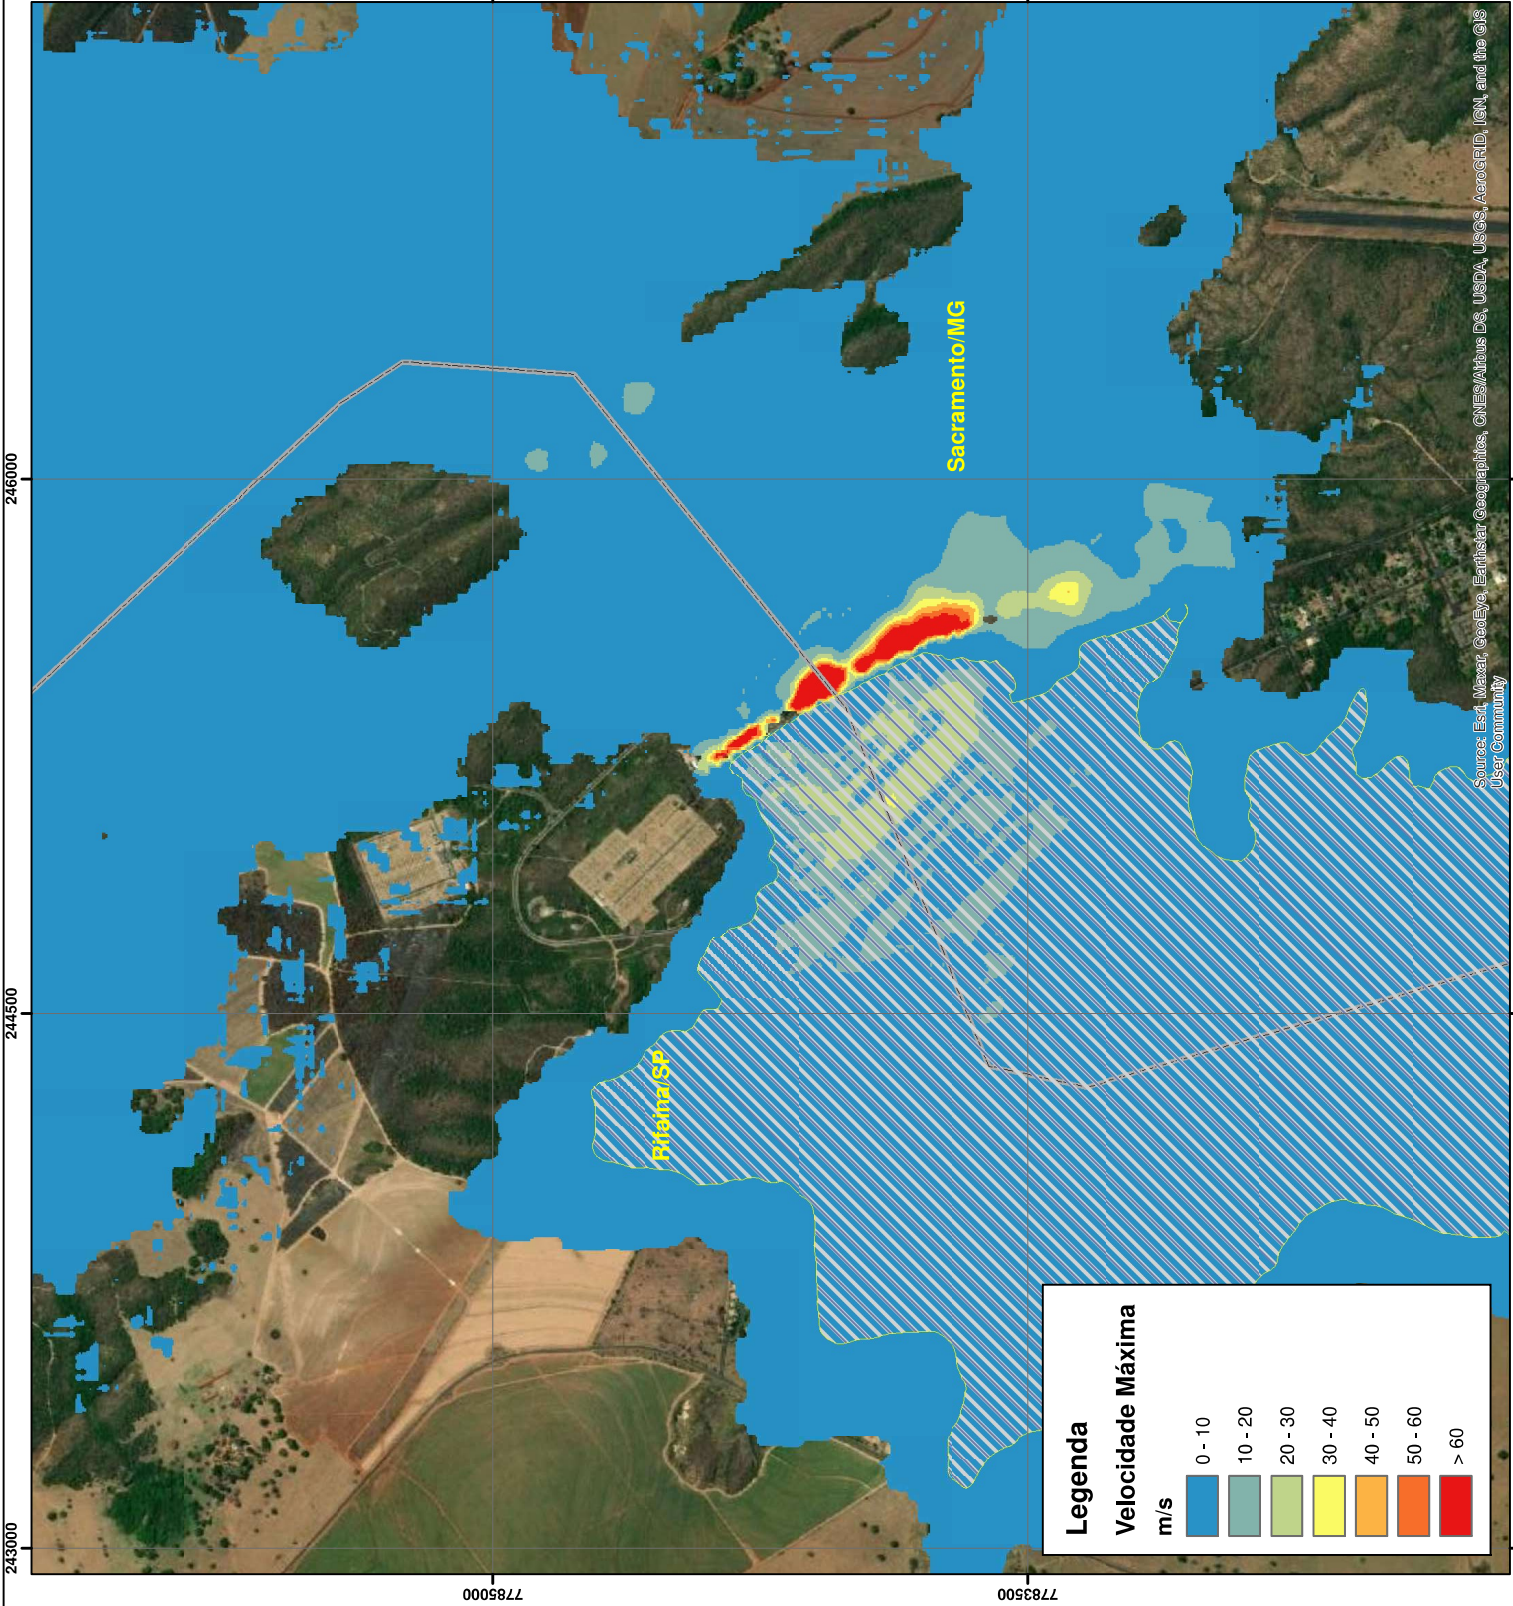 243000
244500
246000
7785000
7783500
Rifaina/SP
Sacramento/MG
Legenda
Velocidade Máxima
m/s
0 - 10
10 - 20
20 - 30
30 - 40
40 - 50
50 - 60
> 60
Source: Esri, Maxar, GeoEye, Earthstar Geographics, CNES/Airbus DS, USDA, USGS, AeroGRID, IGN, and the GIS
User Community